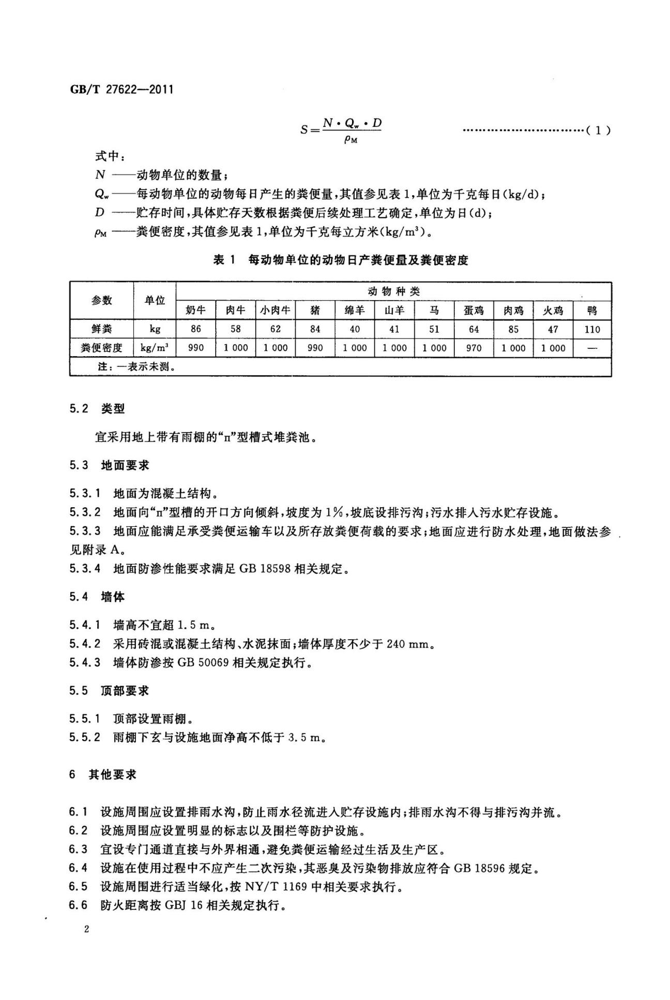 GB/T 27622—2011
S=N·Qw·D/ρM …………………………(1)
式中:
N ——动物单位的数量;
Qw——每动物单位的动物每日产生的粪便量,其值参见表1,单位为千克每日(kg/d);
D ——贮存时间,具体贮存天数根据粪便后续处理工艺确定,单位为日(d);
ρM ——粪便密度,其值参见表1,单位为千克每立方米(kg/m³)。
表1 每动物单位的动物日产粪便量及粪便密度
参数 单位 动物种类
奶牛 肉牛 小肉牛 猪 绵羊 山羊 马 蛋鸡 肉鸡 火鸡 鸭
鲜粪 kg 86 58 62 84 40 41 51 64 85 47 110
粪便密度 kg/m³ 990 1 000 1 000 990 1 000 1 000 1 000 970 1 000 1 000 —
注:—表示未测。
5.2 类型
宜采用地上带有雨棚的“п”型槽式堆粪池。
5.3 地面要求
5.3.1 地面为混凝土结构。
5.3.2 地面向“п”型槽的开口方向倾斜,坡度为1%,坡底设排污沟;污水排入污水贮存设施。
5.3.3 地面应能满足承受粪便运输车以及所存放粪便荷载的要求;地面应进行防水处理,地面做法参
见附录A。
5.3.4 地面防渗性能要求满足GB 18598相关规定。
5.4 墙体
5.4.1 墙高不宜超1.5 m。
5.4.2 采用砖混或混凝土结构、水泥抹面;墙体厚度不少于240 mm。
5.4.3 墙体防渗按GB 50069相关规定执行。
5.5 顶部要求
5.5.1 顶部设置雨棚。
5.5.2 雨棚下玄与设施地面净高不低于3.5 m。
6 其他要求
6.1 设施周围应设置排雨水沟,防止雨水径流进入贮存设施内;排雨水沟不得与排污沟并流。
6.2 设施周围应设置明显的标志以及围栏等防护设施。
6.3 宜设专门通道直接与外界相通,避免粪便运输经过生活及生产区。
6.4 设施在使用过程中不应产生二次污染,其恶臭及污染物排放应符合GB 18596规定。
6.5 设施周围进行适当绿化,按NY/T 1169中相关要求执行。
6.6 防火距离按GBJ 16相关规定执行。
2